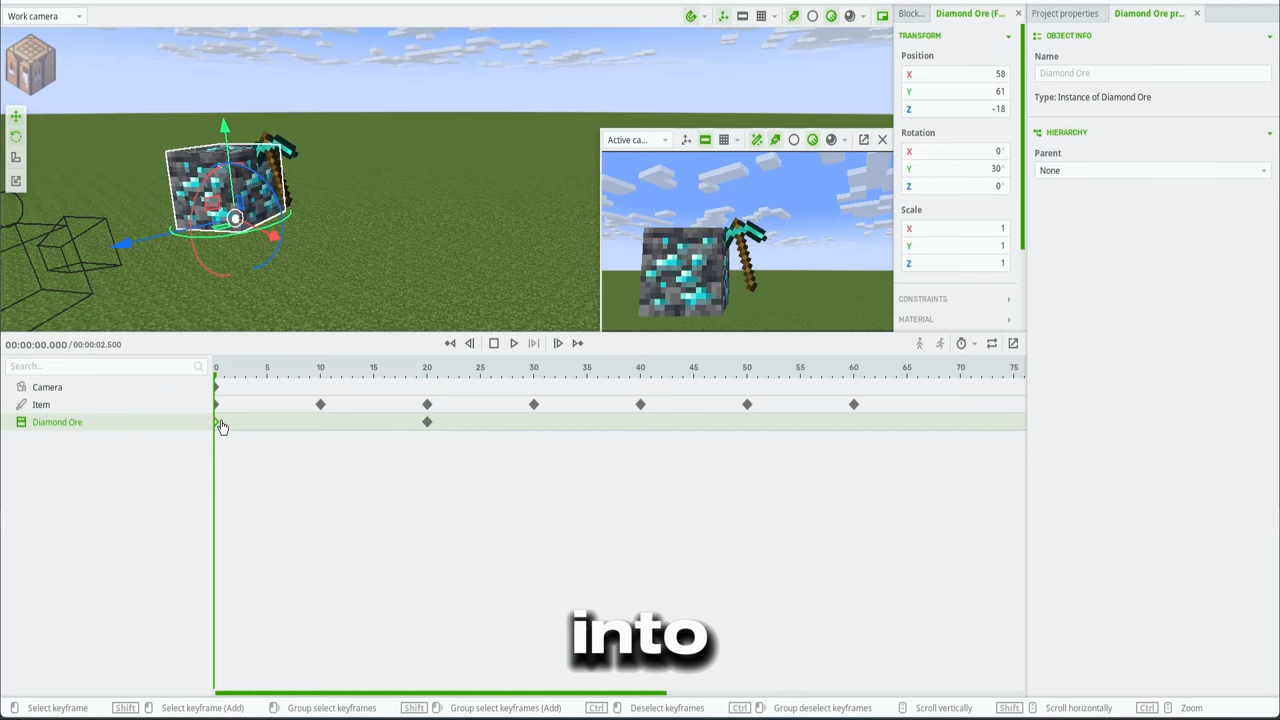 Work camera
Block...
Diamond Ore (F...
Project properties
Diamond Ore pr...
TRANSFORM
Position
X 58
Y 61
Z -18
Rotation
X 0°
Y 30°
Z 0°
Scale
X 1
Y 1
Z 1
CONSTRAINTS
MATERIAL
OBJECT INFO
Name
Diamond Ore
Type: Instance of Diamond Ore
HIERARCHY
Parent
None
Active ca...
00:00:00.000 / 00:00:02.500
Search...
0 5 10 15 20 25 30 35 40 45 50 55 60 65 70 75
Camera
Item
Diamond Ore
into
Select keyframe Shift Select keyframe (Add) Group select keyframes Shift Group select keyframes (Add) Ctrl Deselect keyframes Ctrl Group deselect keyframes Scroll vertically Shift Scroll horizontally Ctrl Zoom